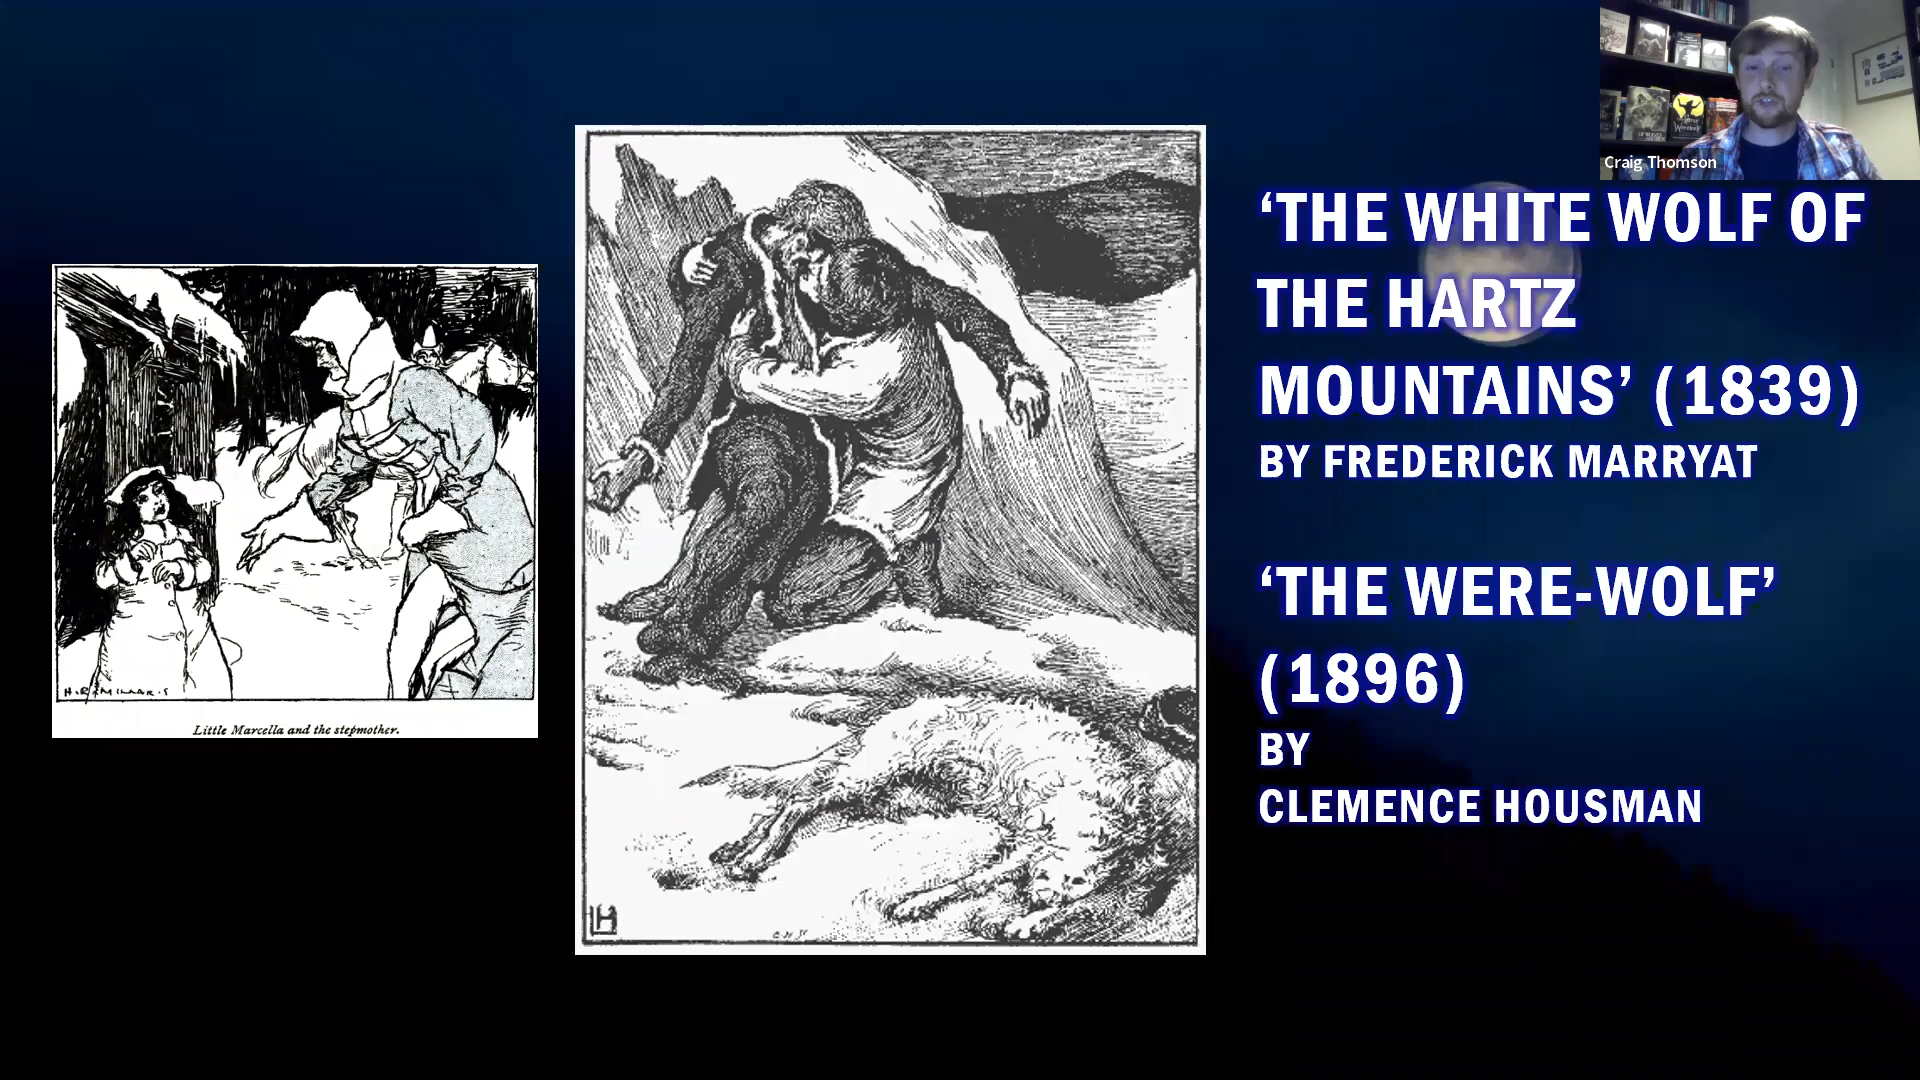 Craig Thomson
‘THE WHITE WOLF OF
THE HARTZ
MOUNTAINS’ (1839)
BY FREDERICK MARRYAT
‘THE WERE-WOLF’
(1896)
BY
CLEMENCE HOUSMAN
Little Marcella and the stepmother.